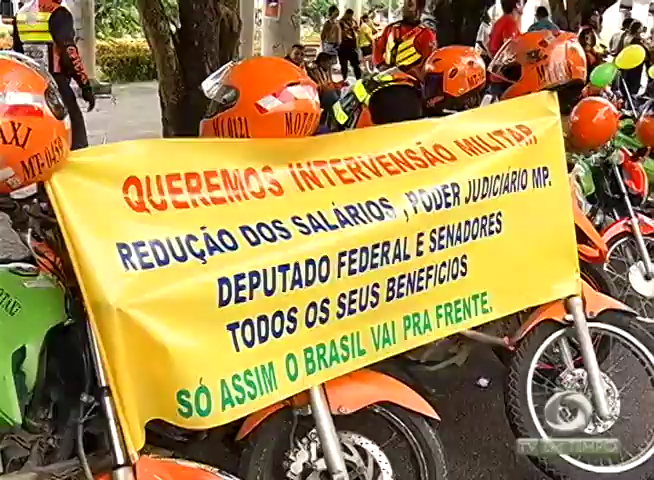 QUEREMOS INTERVENSÃO MILITAR
REDUÇÃO DOS SALÁRIOS , PODER JUDICIÁRIO MP.
DEPUTADO FEDERAL E SENADORES
TODOS OS SEUS BENEFICIOS
SÓ ASSIM O BRASIL VAI PRA FRENTE.